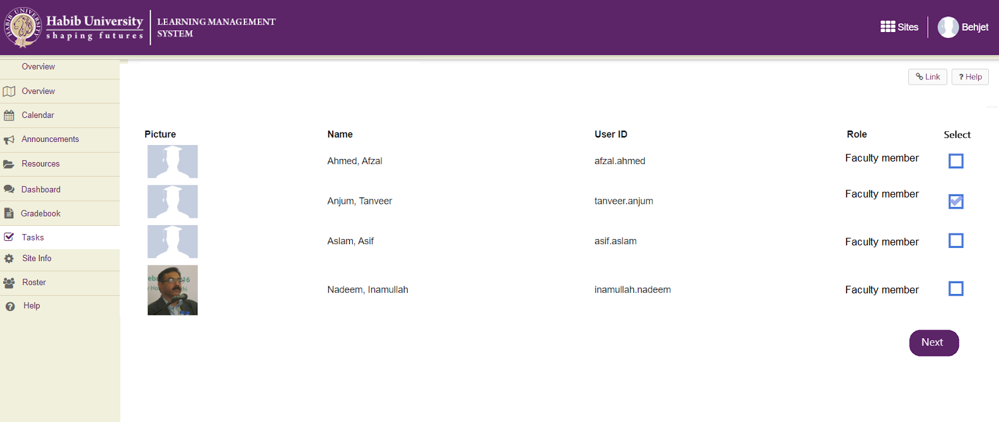 Habib University
shaping futures
LEARNING MANAGEMENT
SYSTEM
Sites
Behjet
Overview
Overview
Calendar
Announcements
Resources
Dashboard
Gradebook
Tasks
Site Info
Roster
Help
Link
? Help
Picture Name User ID Role Select
Ahmed, Afzal afzal.ahmed Faculty member
Anjum, Tanveer tanveer.anjum Faculty member
Aslam, Asif asif.aslam Faculty member
Nadeem, Inamullah inamullah.nadeem Faculty member
Next